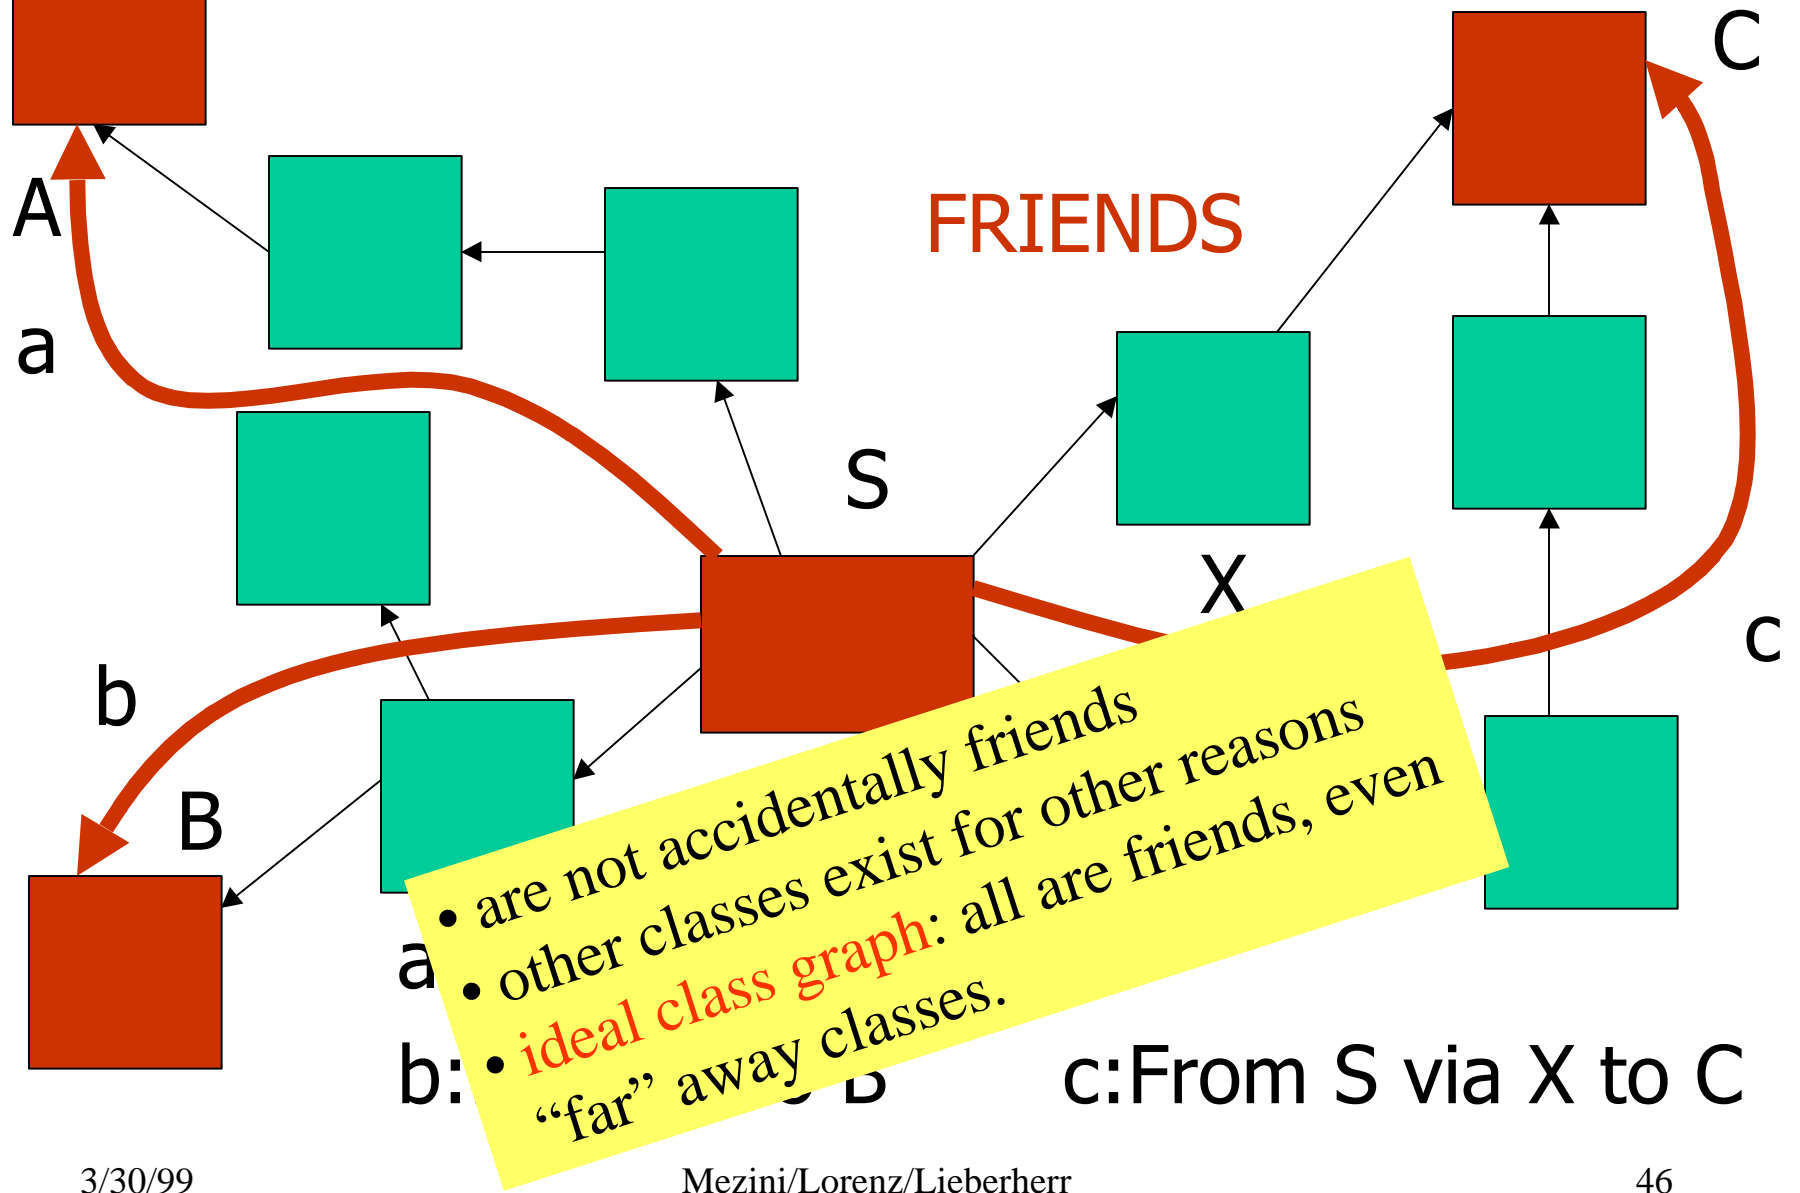 C
A
FRIENDS
a
S
X
c
b
B
• are not accidentally friends
• other classes exist for other reasons
• ideal class graph: all are friends, even
“far” away classes.
a
b: B
c:From S via X to C
3/30/99
Mezini/Lorenz/Lieberherr
46